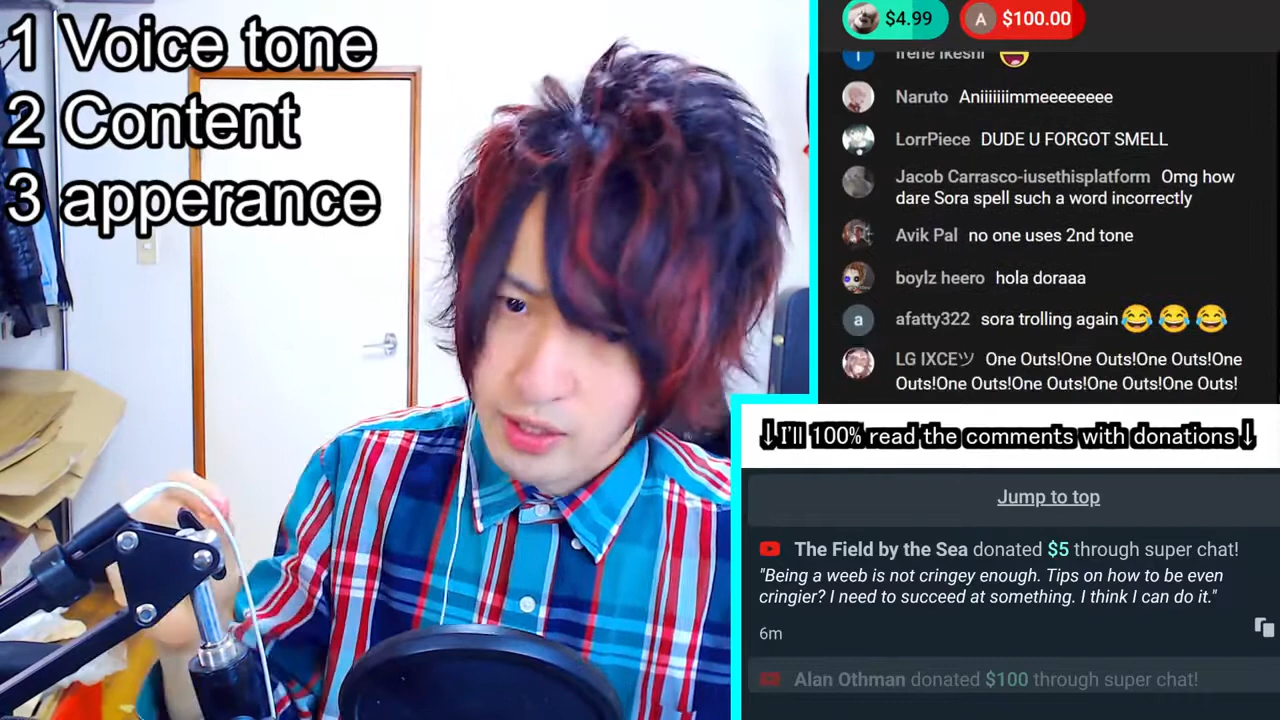 1 Voice tone
2 Content
3 apperance
$4.99
A $100.00
I Irene Ikeshi
Naruto Aniiiiiimmeeeeeeee
LorrPiece DUDE U FORGOT SMELL
Jacob Carrasco-iusethisplatform Omg how
dare Sora spell such a word incorrectly
Avik Pal no one uses 2nd tone
boylz heero hola doraaa
a afatty322 sora trolling again😂😂😂
LG IXCEツ One Outs!One Outs!One Outs!One
Outs!One Outs!One Outs!One Outs!One Outs!
↓I'll 100% read the comments with donations↓
Jump to top
The Field by the Sea donated $5 through super chat!
"Being a weeb is not cringey enough. Tips on how to be even
cringier? I need to succeed at something. I think I can do it."
6m
Alan Othman donated $100 through super chat!